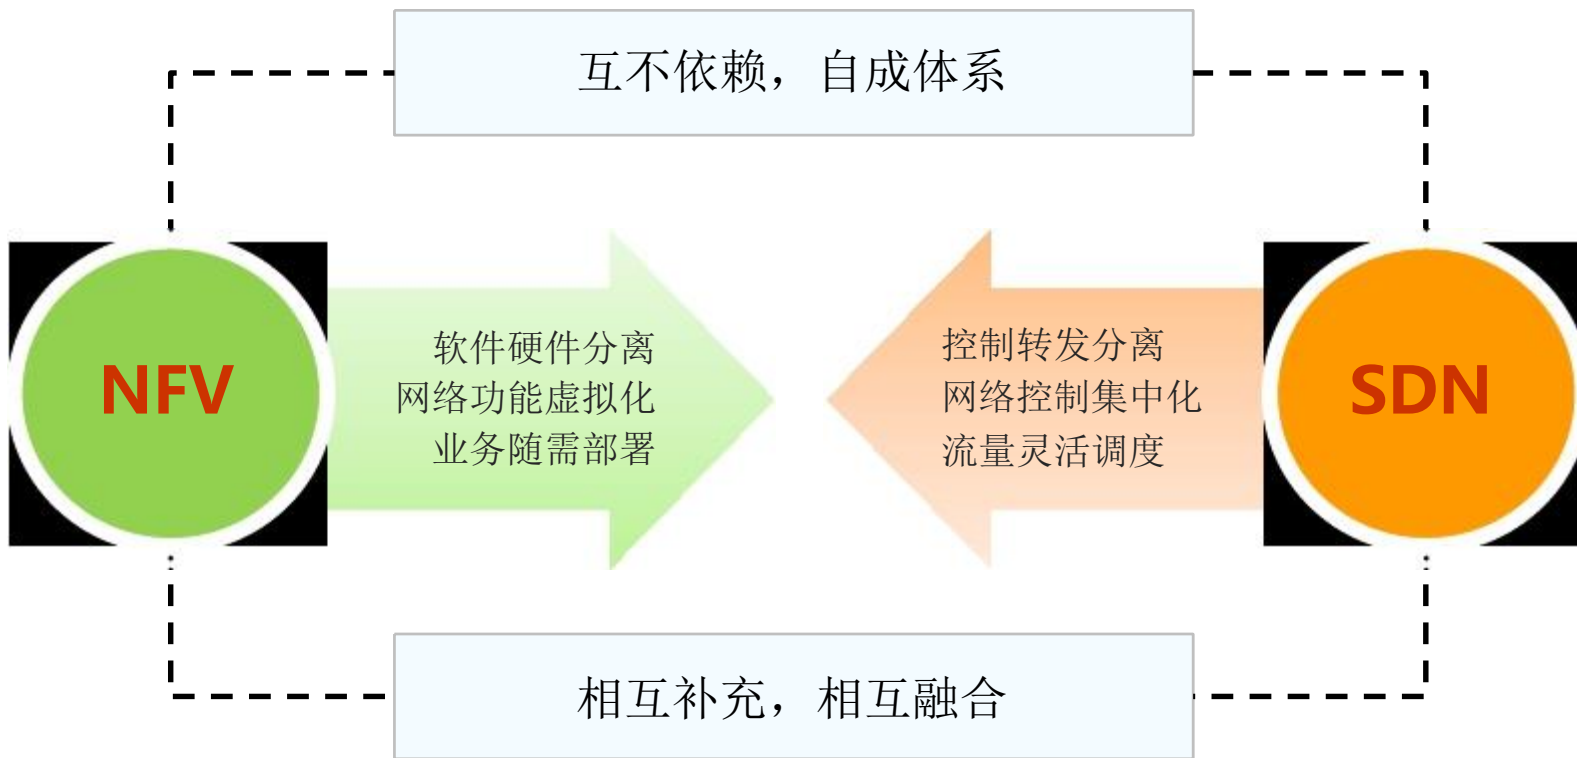 互不依赖，自成体系
NFV
软件硬件分离
网络功能虚拟化
业务随需部署
控制转发分离
网络控制集中化
流量灵活调度
SDN
相互补充，相互融合